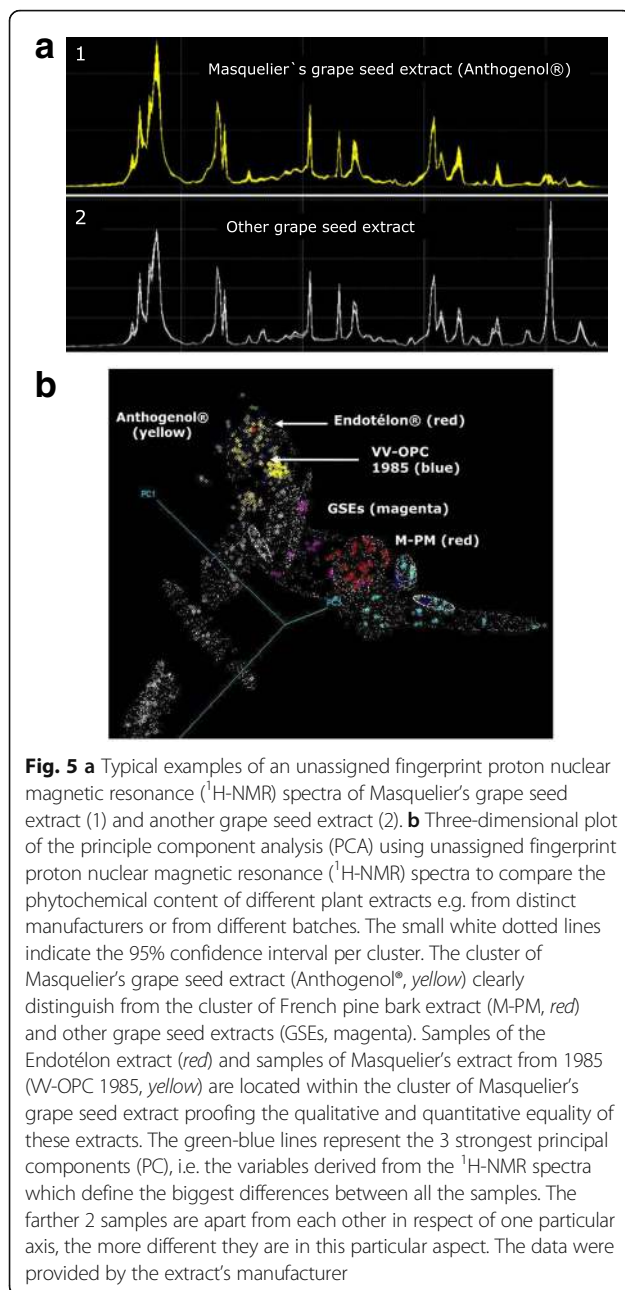 a
1
Masquelier`s grape seed extract (Anthogenol®)
2
Other grape seed extract
b
Anthogenol®
(yellow)
Endotélon® (red)
VV-OPC
1985 (blue)
GSEs (magenta)
M-PM (red)
PC1
Fig. 5 a Typical examples of an unassigned fingerprint proton nuclear
magnetic resonance (¹H-NMR) spectra of Masquelier's grape seed
extract (1) and another grape seed extract (2). b Three-dimensional plot
of the principle component analysis (PCA) using unassigned fingerprint
proton nuclear magnetic resonance (¹H-NMR) spectra to compare the
phytochemical content of different plant extracts e.g. from distinct
manufacturers or from different batches. The small white dotted lines
indicate the 95% confidence interval per cluster. The cluster of
Masquelier's grape seed extract (Anthogenol®, yellow) clearly
distinguish from the cluster of French pine bark extract (M-PM, red)
and other grape seed extracts (GSEs, magenta). Samples of the
Endotélon extract (red) and samples of Masquelier's extract from 1985
(VV-OPC 1985, yellow) are located within the cluster of Masquelier's
grape seed extract proofing the qualitative and quantitative equality of
these extracts. The green-blue lines represent the 3 strongest principal
components (PC), i.e. the variables derived from the ¹H-NMR spectra
which define the biggest differences between all the samples. The
farther 2 samples are apart from each other in respect of one particular
axis, the more different they are in this particular aspect. The data were
provided by the extract's manufacturer